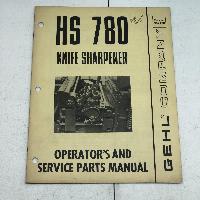 HS 780
KNIFE SHARPENER
OPERATOR'S AND
SERVICE PARTS MANUAL
GEHL COMPANY